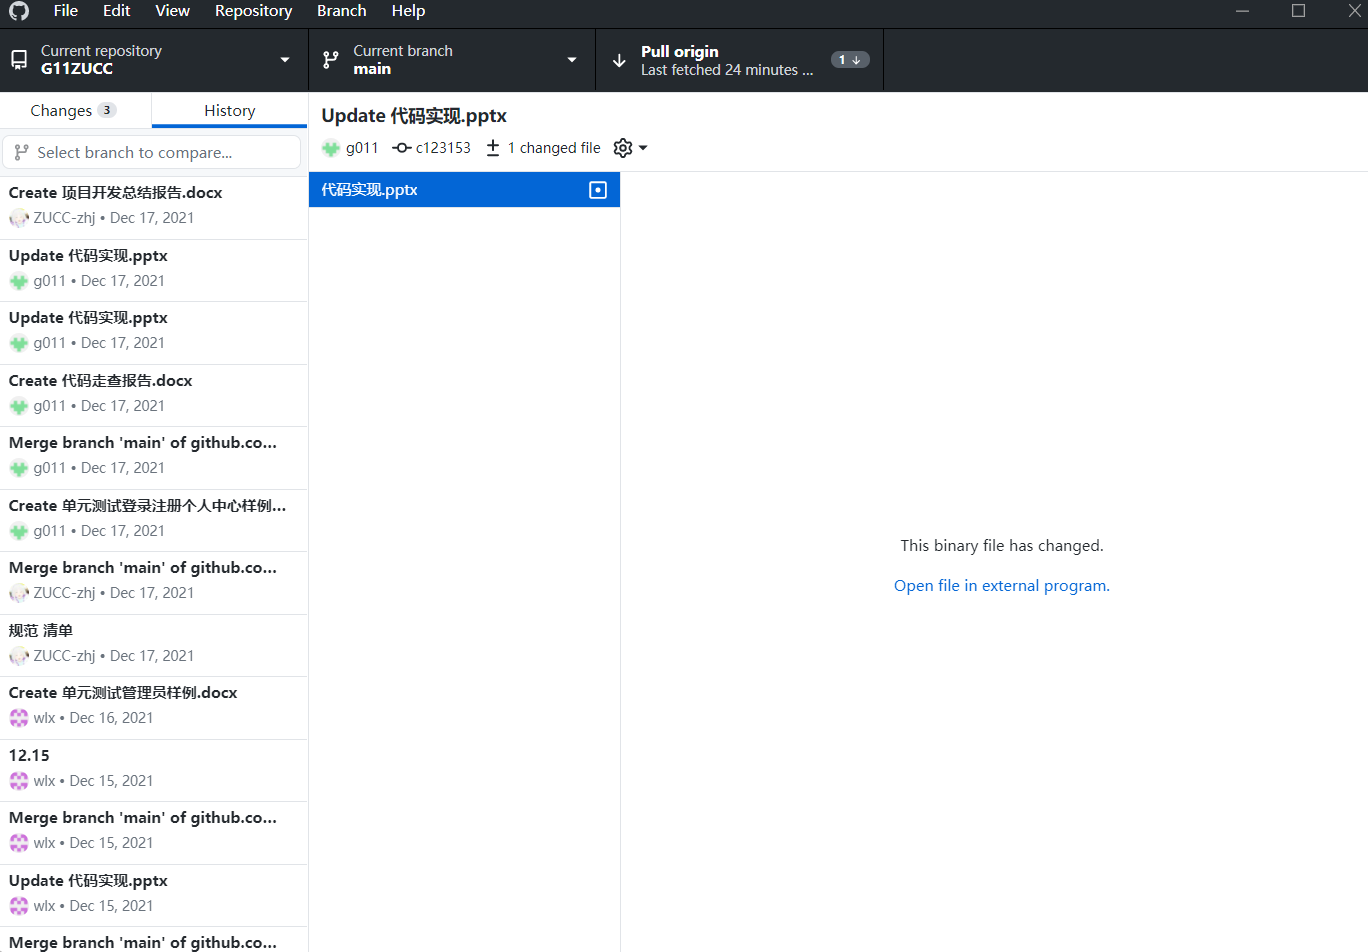 File Edit View Repository Branch Help
Current repository
G11ZUCC
Current branch
main
Pull origin
Last fetched 24 minutes ...
1
Changes 3
History
Select branch to compare...
Create 项目开发总结报告.docx
ZUCC-zhj • Dec 17, 2021
Update 代码实现.pptx
g011 • Dec 17, 2021
Update 代码实现.pptx
g011 • Dec 17, 2021
Create 代码走查报告.docx
g011 • Dec 17, 2021
Merge branch 'main' of github.co...
g011 • Dec 17, 2021
Create 单元测试登录注册个人中心样例...
g011 • Dec 17, 2021
Merge branch 'main' of github.co...
ZUCC-zhj • Dec 17, 2021
规范 清单
ZUCC-zhj • Dec 17, 2021
Create 单元测试管理员样例.docx
wlx • Dec 16, 2021
12.15
wlx • Dec 15, 2021
Merge branch 'main' of github.co...
wlx • Dec 15, 2021
Update 代码实现.pptx
wlx • Dec 15, 2021
Merge branch 'main' of github.co...
Update 代码实现.pptx
g011 c123153 1 changed file
代码实现.pptx
This binary file has changed.
Open file in external program.